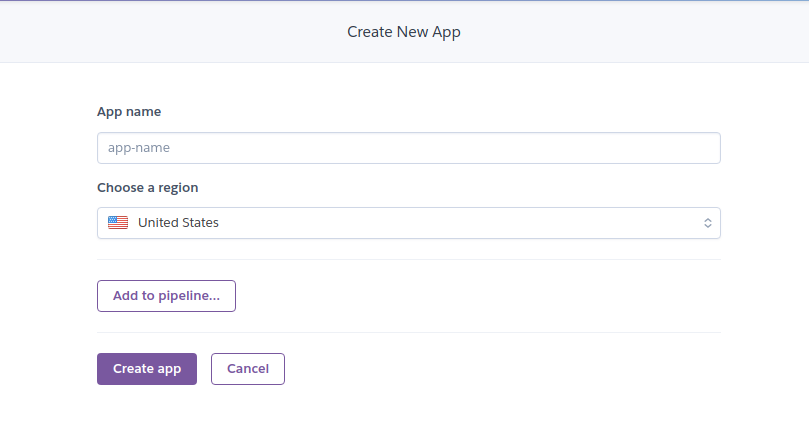 Create New App
App name
app-name
Choose a region
United States
Add to pipeline...
Create app
Cancel